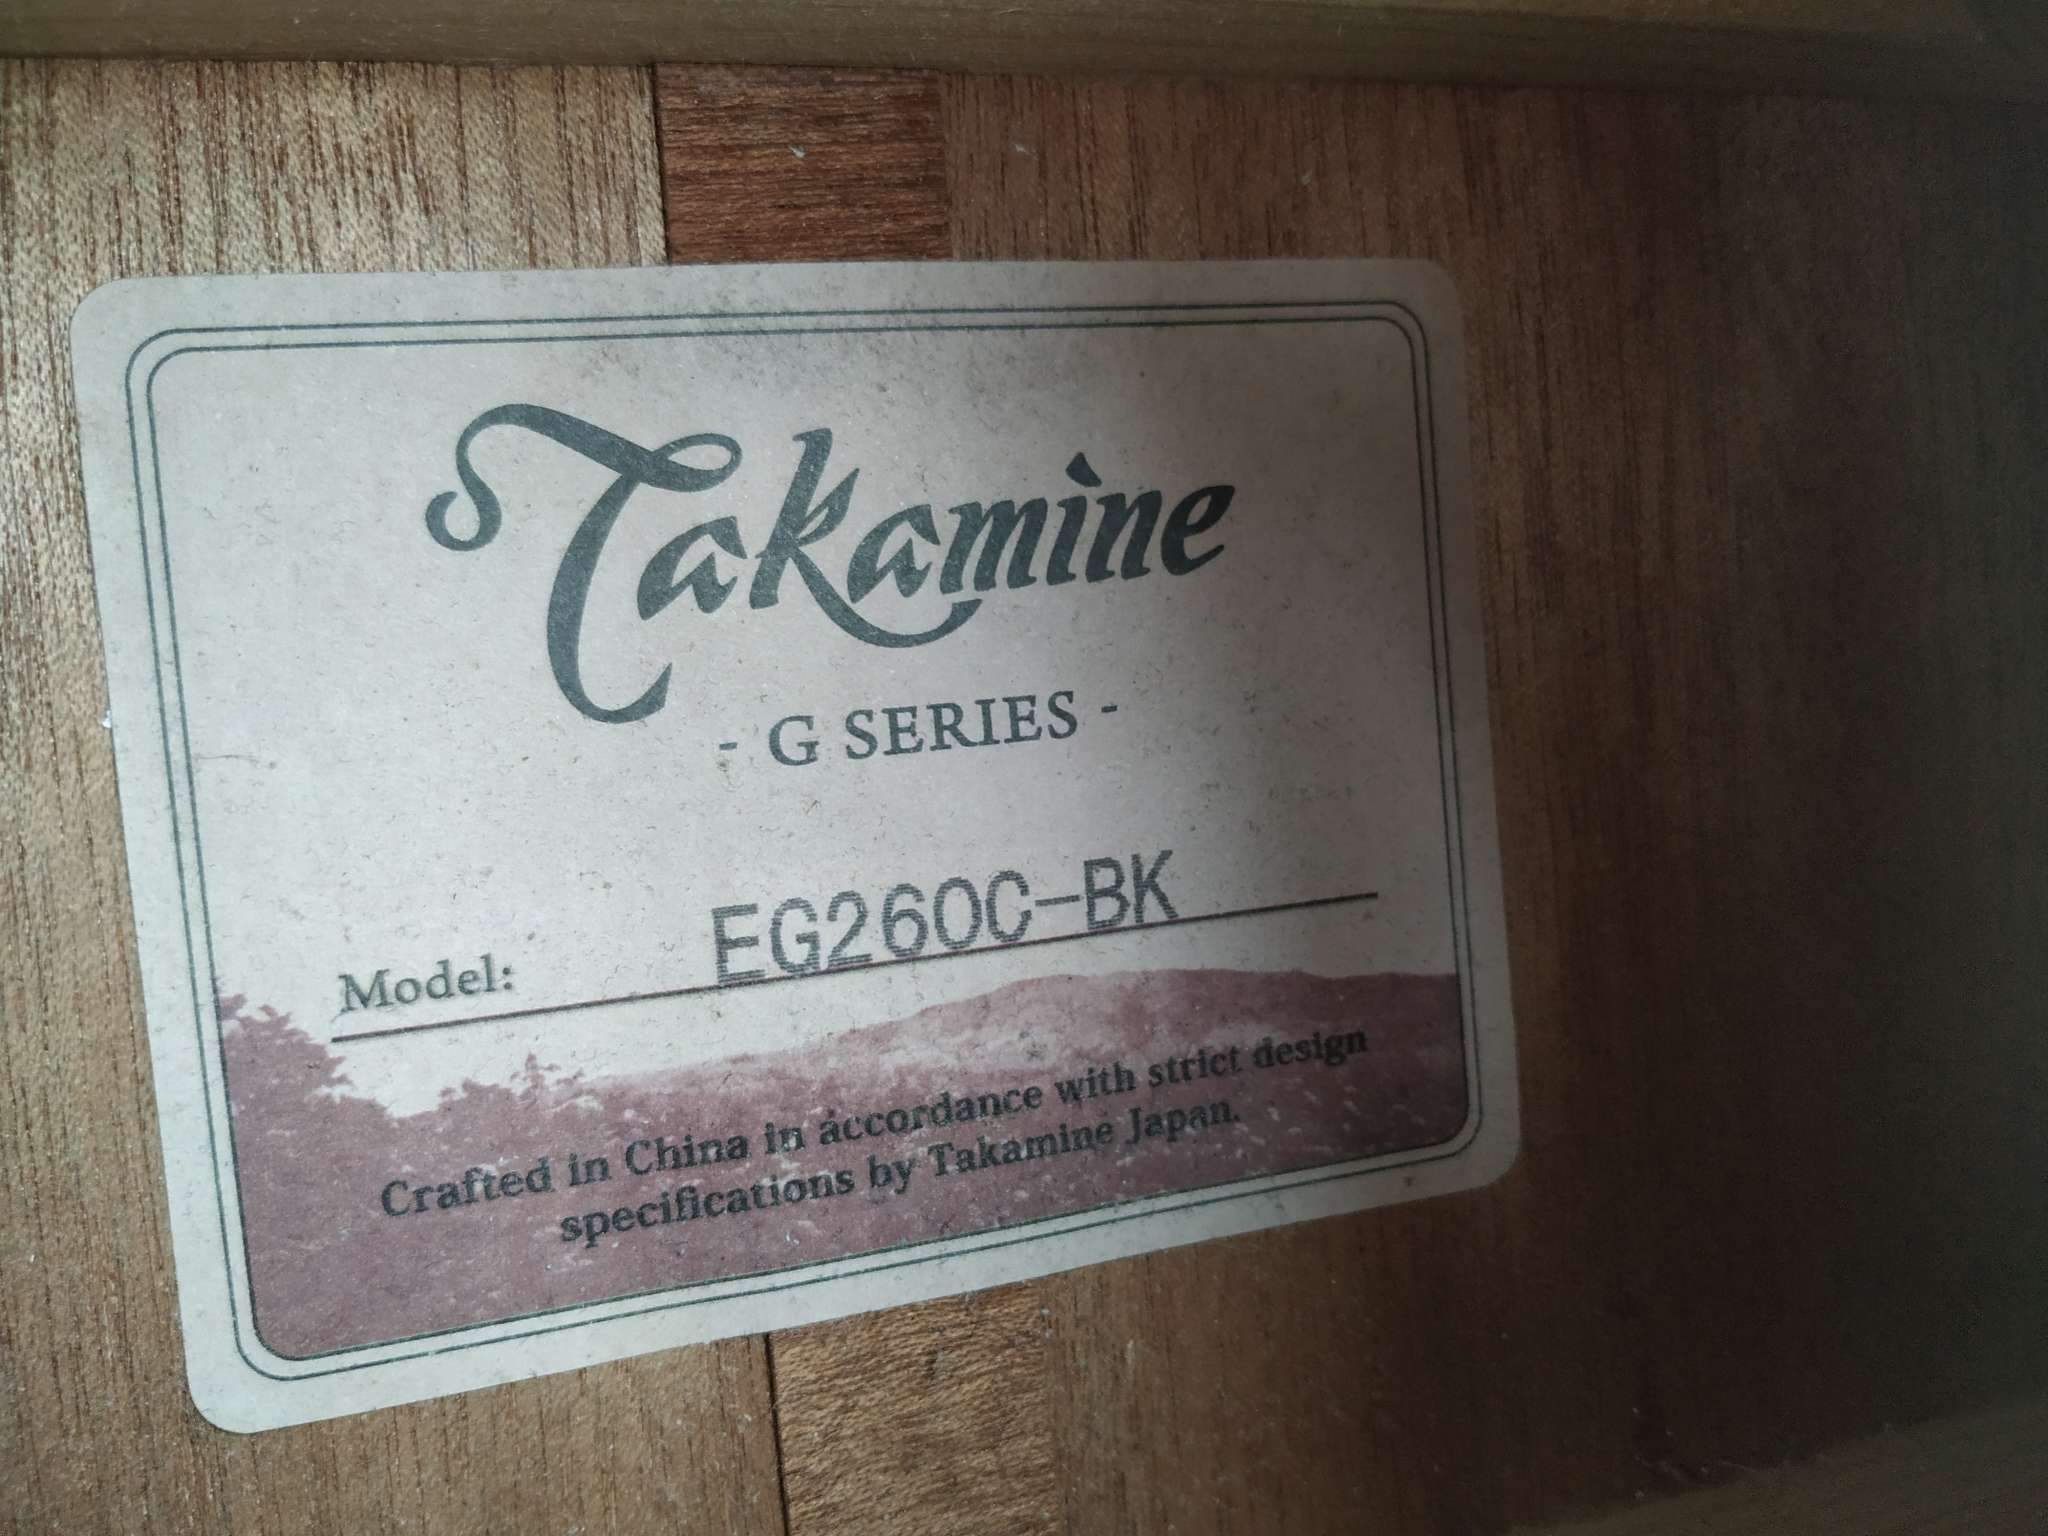 Takamine
- G SERIES -
Model: EG260C-BK
Crafted in China in accordance with strict design
specifications by Takamine Japan.